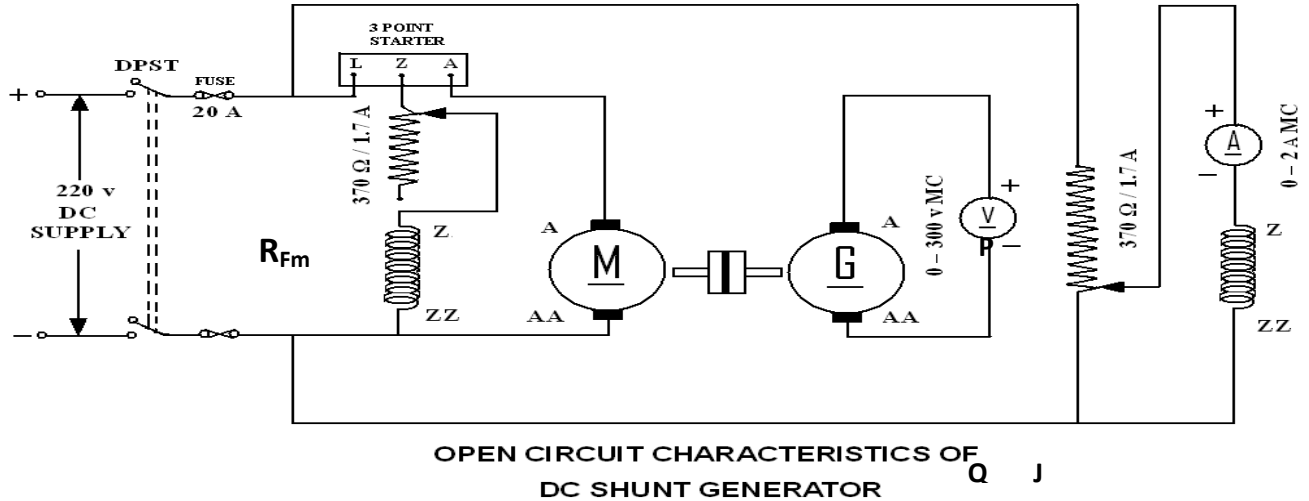 3 POINT
STARTER
L Z A
DPST
FUSE
20 A
+
370 Ω / 1.7 A
220 v
DC
SUPPLY
–
RFm
Z.
ZZ
A
M
AA
A
G
AA
0 – 300 v MC
+
V
P
–
370 Ω / 1.7 A
+
A
–
0 – 2 A MC
Z
ZZ
OPEN CIRCUIT CHARACTERISTICS OF
Q J
DC SHUNT GENERATOR